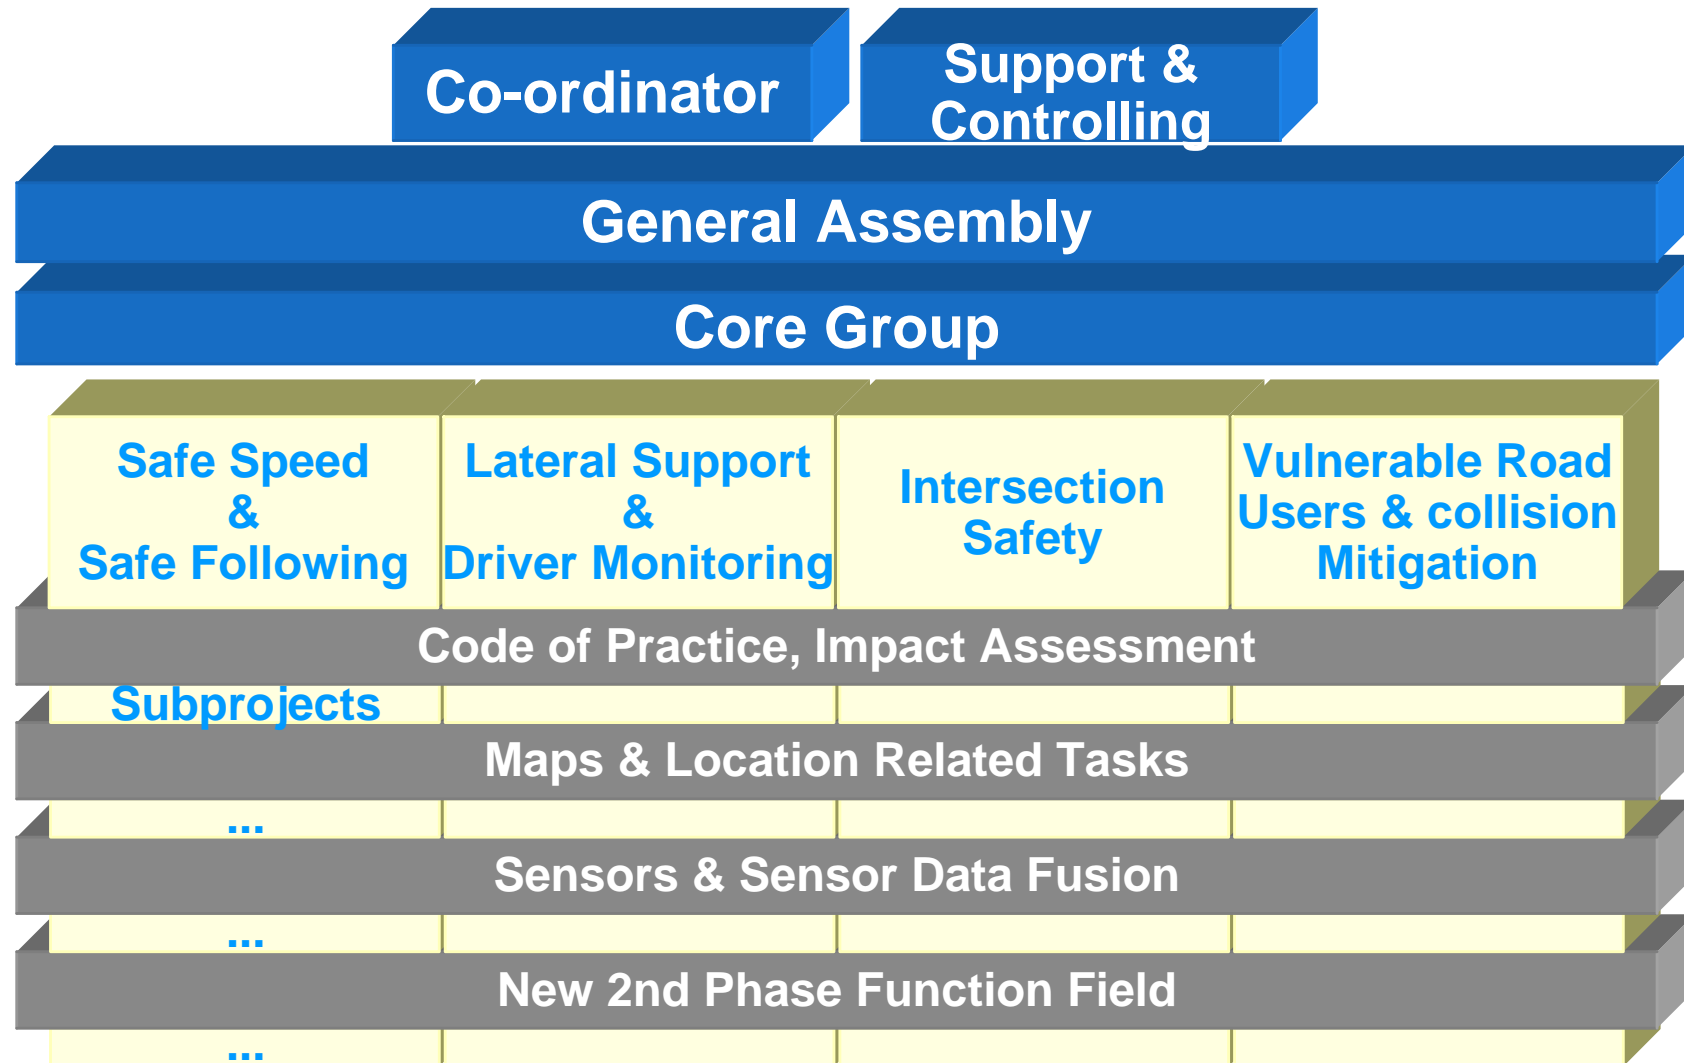 Co-ordinator
Support &
Controlling
General Assembly
Core Group
Safe Speed
&
Safe Following
Lateral Support
&
Driver Monitoring
Intersection
Safety
Vulnerable Road
Users & collision
Mitigation
Code of Practice, Impact Assessment
Subprojects
Maps & Location Related Tasks
...
Sensors & Sensor Data Fusion
...
New 2nd Phase Function Field
...